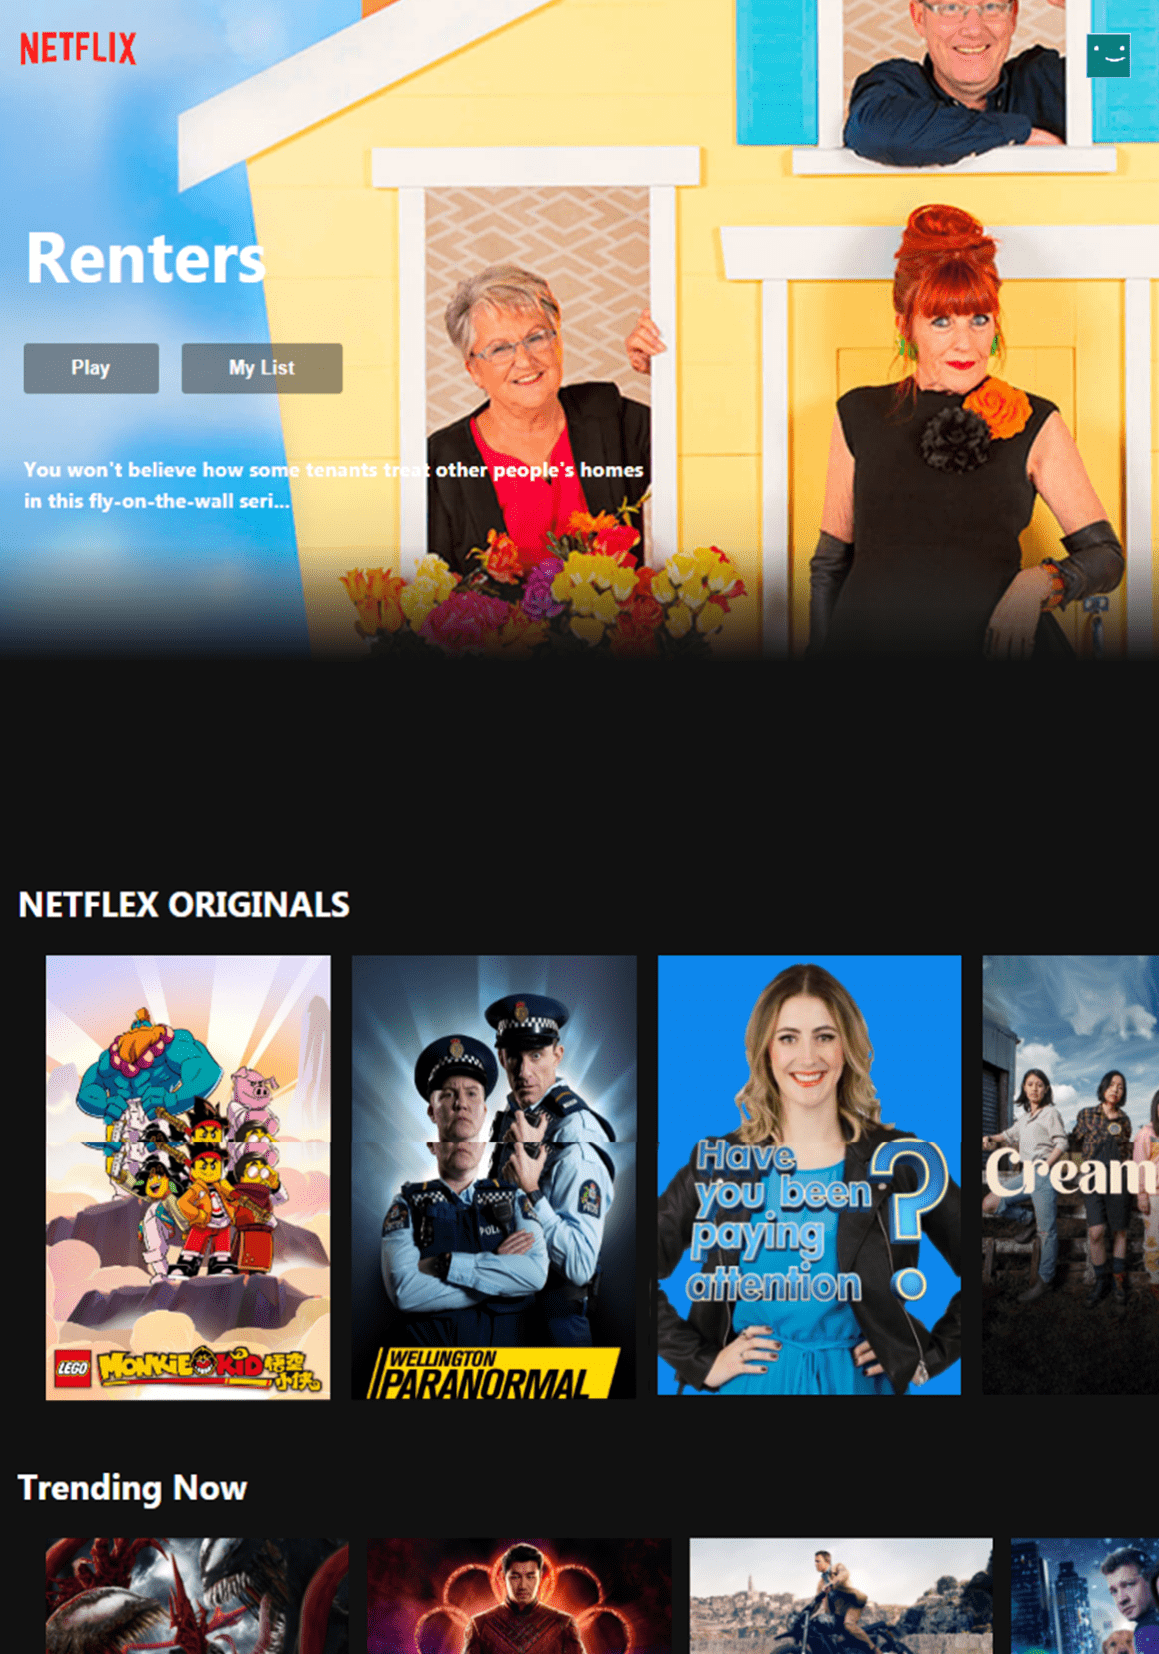 NETFLIX
Renters
Play
My List
You won't believe how some tenants treat other people's homes
in this fly-on-the-wall seri...
NETFLEX ORIGINALS
LEGO MONKIE KID 悟空
小侠
WELLINGTON
PARANORMAL
POLI
Have
you been
paying
attention
?
Cream
Trending Now